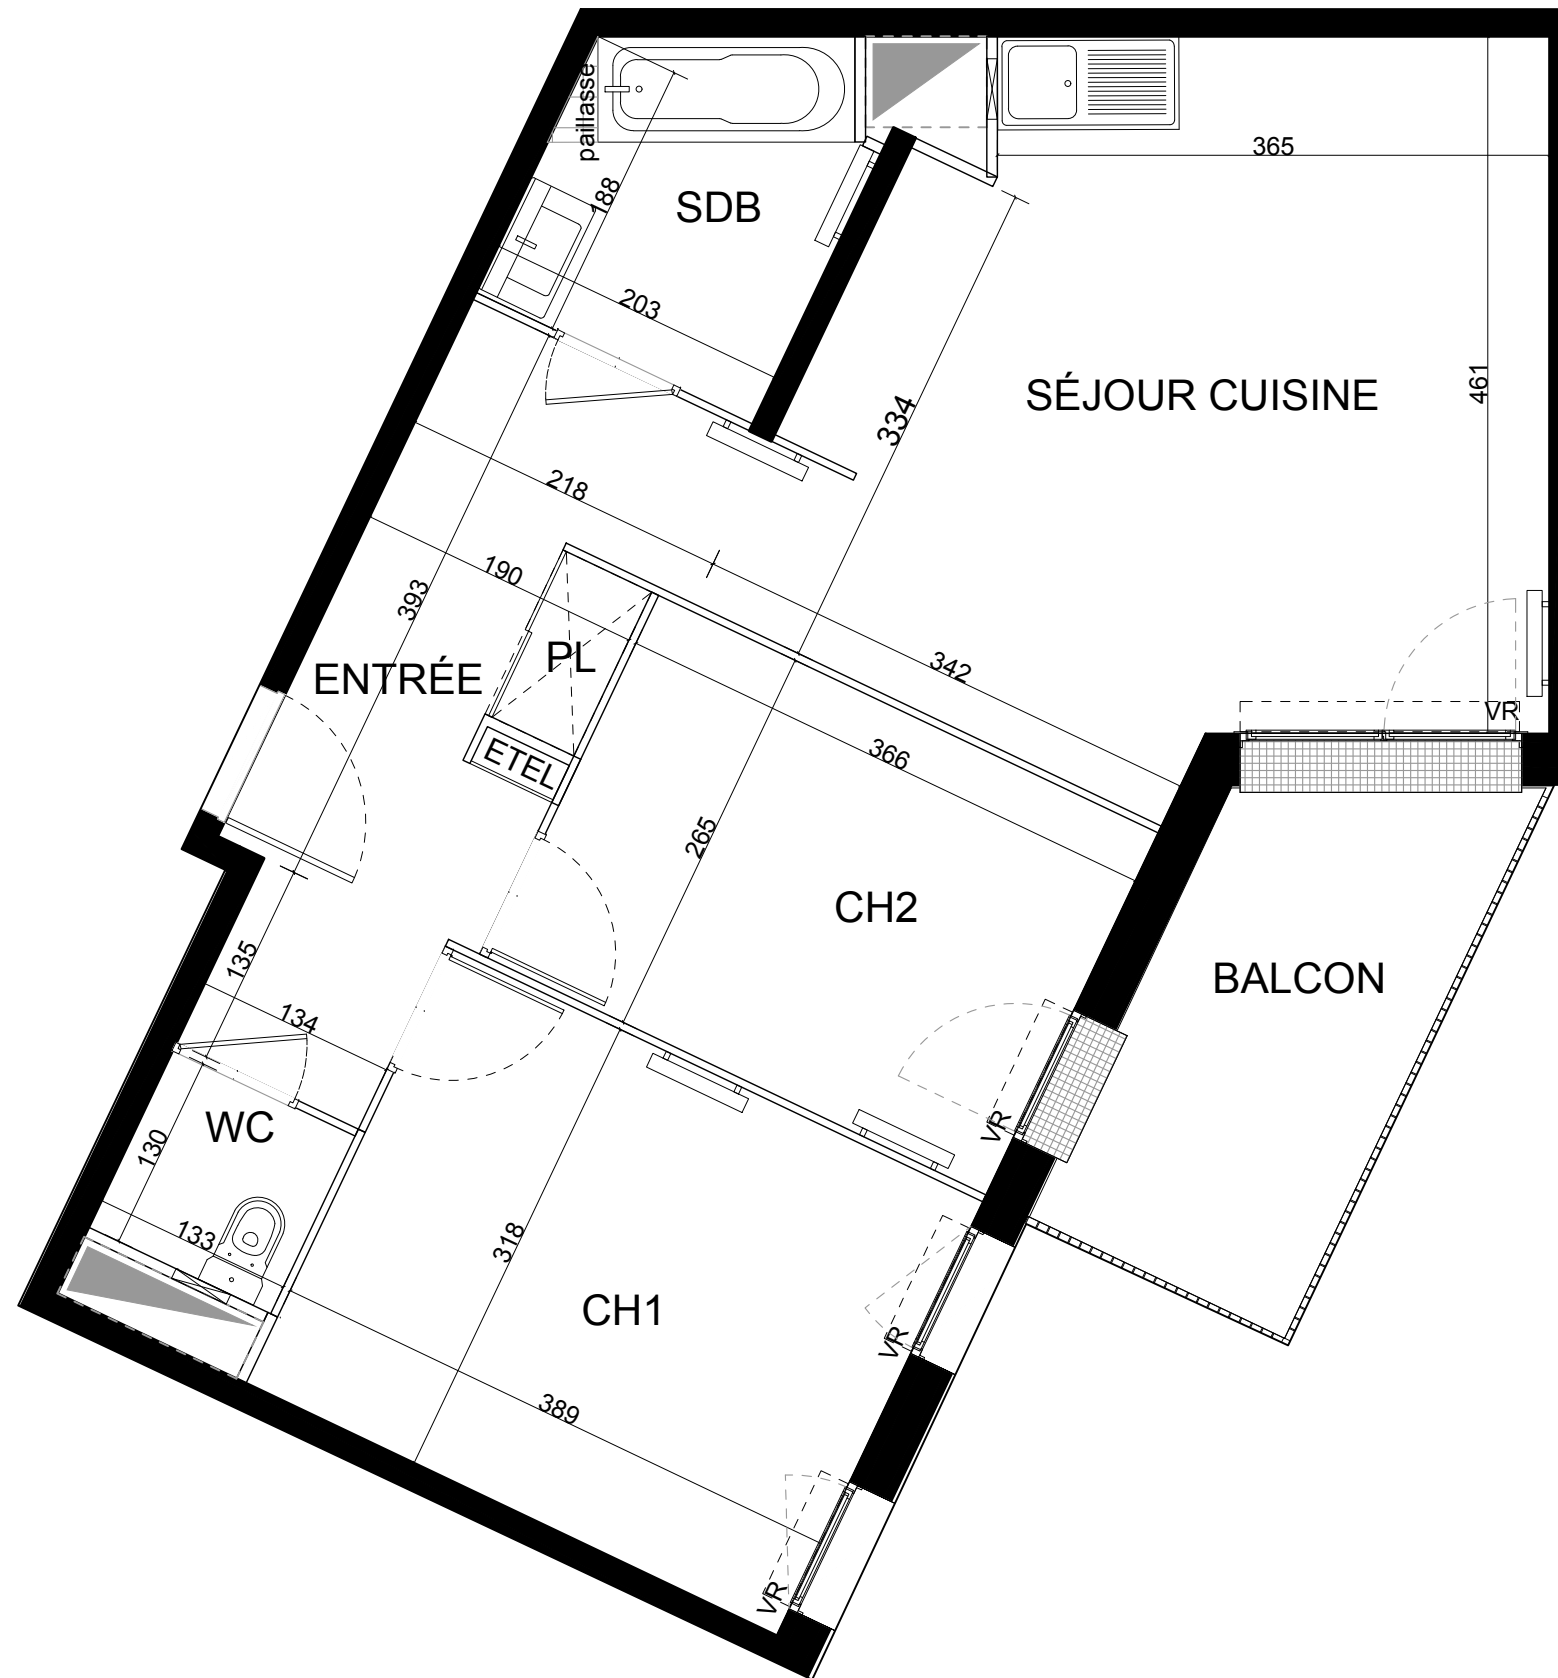 paillasse
365
188
SDB
203
SÉJOUR CUISINE
461
334
218
190
393
PL
ENTRÉE
342
VR
366
ETEL
265
CH2
135
BALCON
134
WC
VR
130
133
318
CH1
VR
389
VR